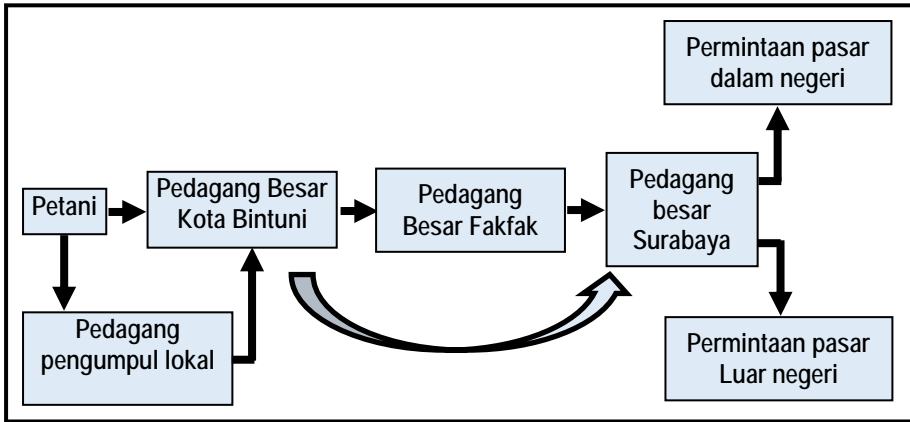 Permintaan pasar
dalam negeri
Petani
Pedagang Besar
Kota Bintuni
Pedagang
Besar Fakfak
Pedagang
besar
Surabaya
Pedagang
pengumpul lokal
Permintaan pasar
Luar negeri